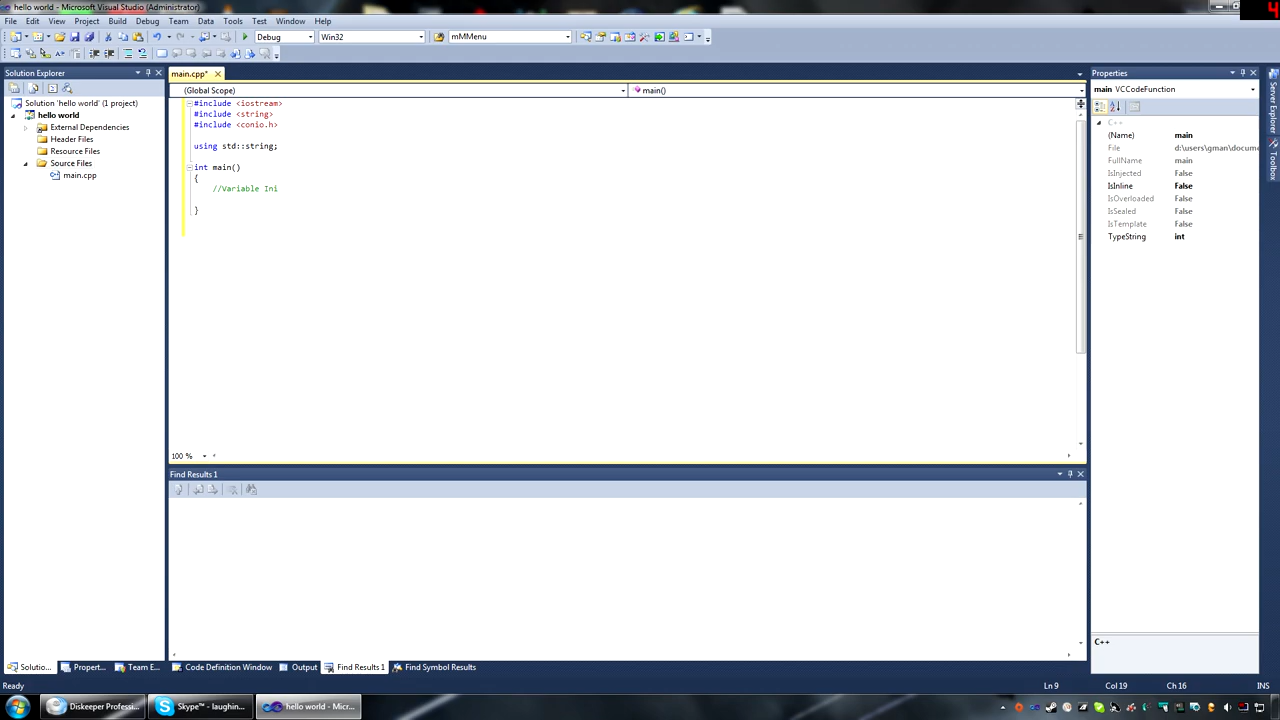 hello world - Microsoft Visual Studio (Administrator)
4
File Edit View Project Build Debug Team Data Tools Test Window Help
Debug Win32 mMMenu
Solution Explorer
main.cpp*
Properties
(Global Scope) main()
main VCCodeFunction
Solution 'hello world' (1 project)
hello world
External Dependencies
Header Files
Resource Files
Source Files
main.cpp
#include <iostream>
#include <string>
#include <conio.h>
using std::string;
int main()
{
//Variable Ini
}
C++
(Name) main
File d:\users\gman\docume
FullName main
IsInjected False
IsInline False
IsOverloaded False
IsSealed False
IsTemplate False
TypeString int
Server Explorer
Toolbox
100 %
Find Results 1
C++
Solutio... Propert... Team E... Code Definition Window Output Find Results 1 Find Symbol Results
Ready Ln 9 Col 19 Ch 16 INS
Diskeeper Professi... Skype™ - laughin... hello world - Micr...